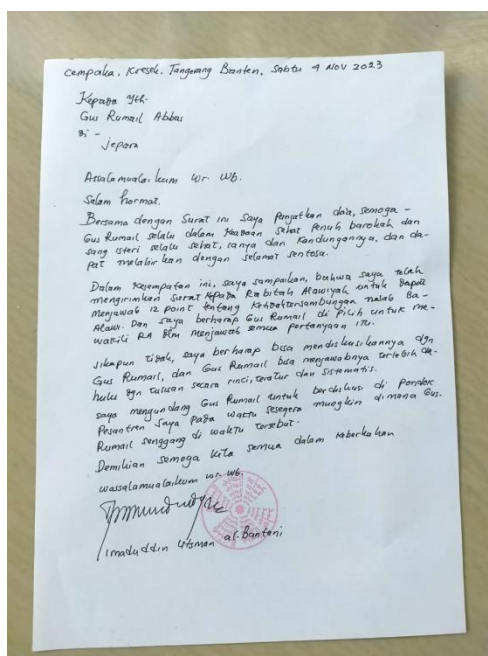 Cempaka, Kresek, Tangerang Banten, Sabtu 4 Nov 2023
Kepada Yth.
Gus Rumail Abbas
di -
Jepara
Assalamualaikum wr. wb.
Salam hormat.
Bersama dengan Surat ini Saya Panjatkan do'a, semoga -
Gus Rumail selalu dalam keadaan sehat penuh barokah dan
sang isteri selalu sehat, ianya dan kandungannya, dan da-
pat melahirkan dengan selamat sentosa.
Dalam kesempatan ini, saya sampaikan, bahwa saya telah
mengirimkan surat kepada Rabitah Alawiyah untuk dapat
menjawab 12 point tentang ketidaktersambungan nasab Ba-
Alawi. Dan saya berharap Gus Rumail di pilih untuk me-
wakili RA dlm menjawab semua pertanyaan itu.
Jikapun tidak, saya berharap bisa mendiskusikannya dgn
Gus Rumail, dan Gus Rumail bisa menjawabnya terlebih da-
hulu dgn tulisan secara rinci, teratur dan sistematis.
saya mengundang Gus Rumail untuk berdiskusi di Pondok
Pesantren saya Pada waktu sesegera mungkin dimana Gus.
Rumail senggang di waktu tersebut.
Demikian semoga kita semua dalam keberkahan
wassalamualaikum wr. wb.
Imaduddin Utsman al-Bantani